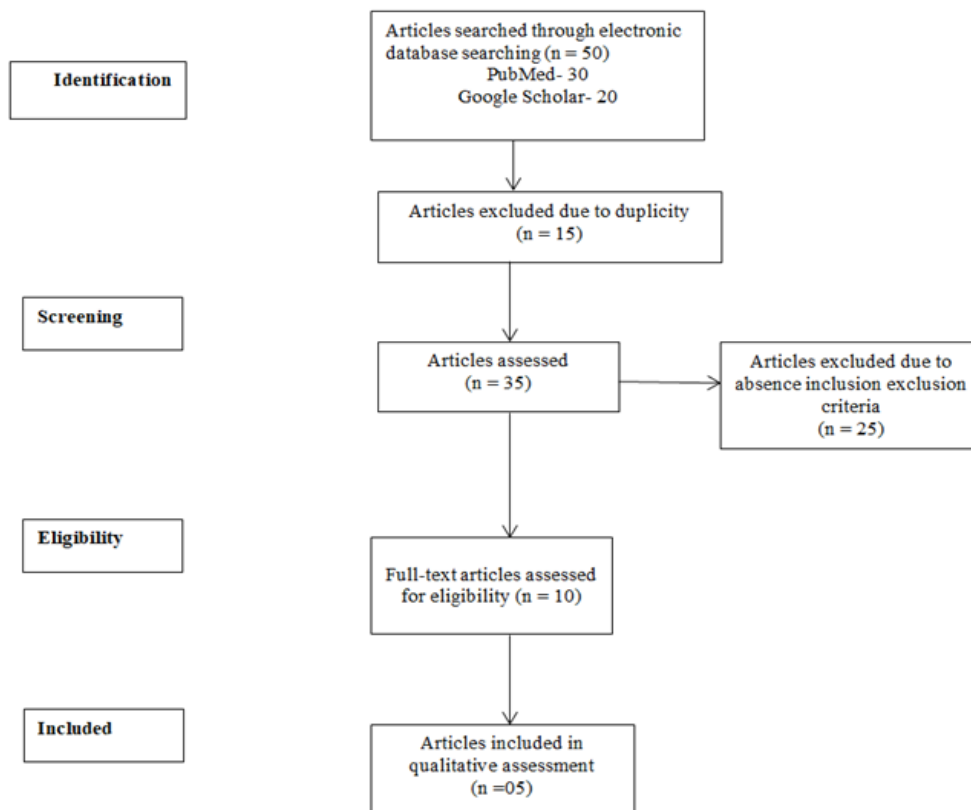 Identification
Articles searched through electronic
database searching (n = 50)
PubMed- 30
Google Scholar- 20
Articles excluded due to duplicity
(n = 15)
Screening
Articles assessed
(n = 35)
Articles excluded due to
absence inclusion exclusion
criteria
(n = 25)
Eligibility
Full-text articles assessed
for eligibility (n = 10)
Included
Articles included in
qualitative assessment
(n =05)